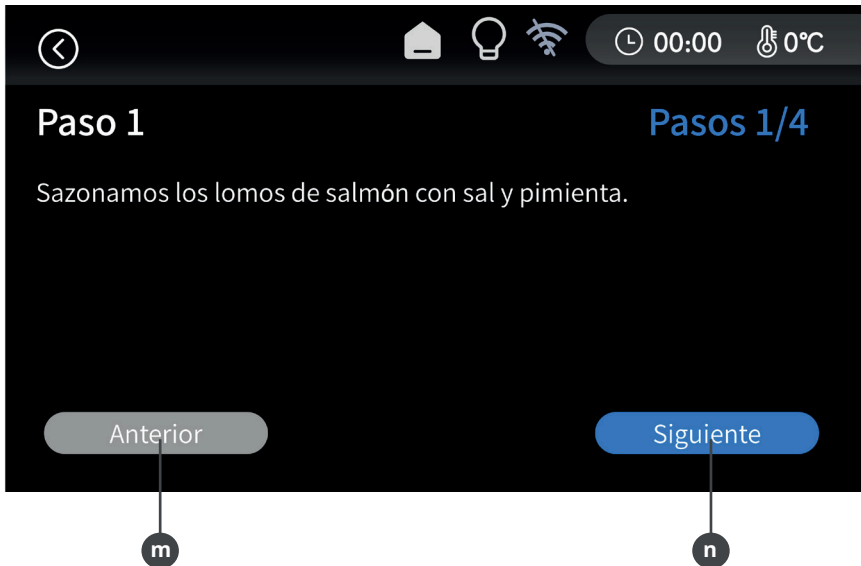 00:00 0℃
Paso 1 Pasos 1/4
Sazonamos los lomos de salmón con sal y pimienta.
Anterior Siguiente
m n